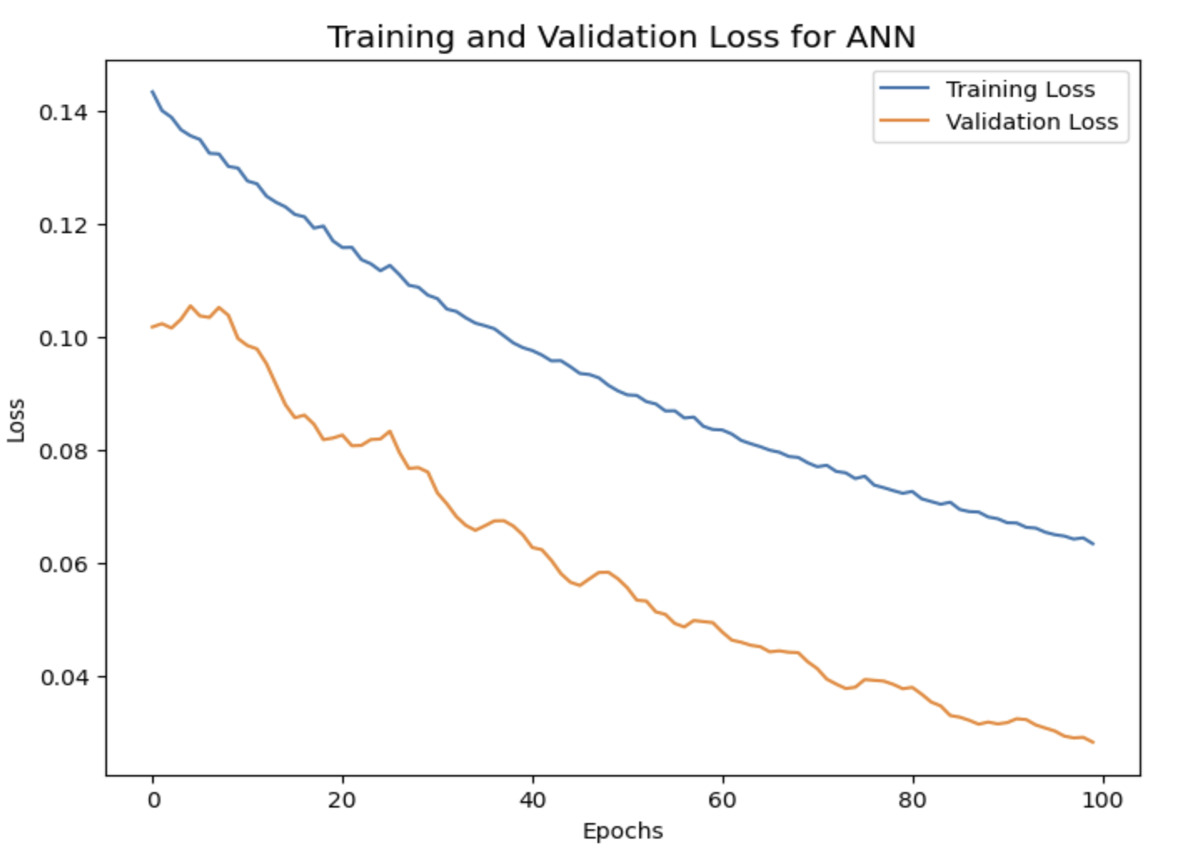 Training and Validation Loss for ANN
Training Loss
Validation Loss
0.14
0.12
0.10
0.08
0.06
0.04
Loss
0 20 40 60 80 100
Epochs